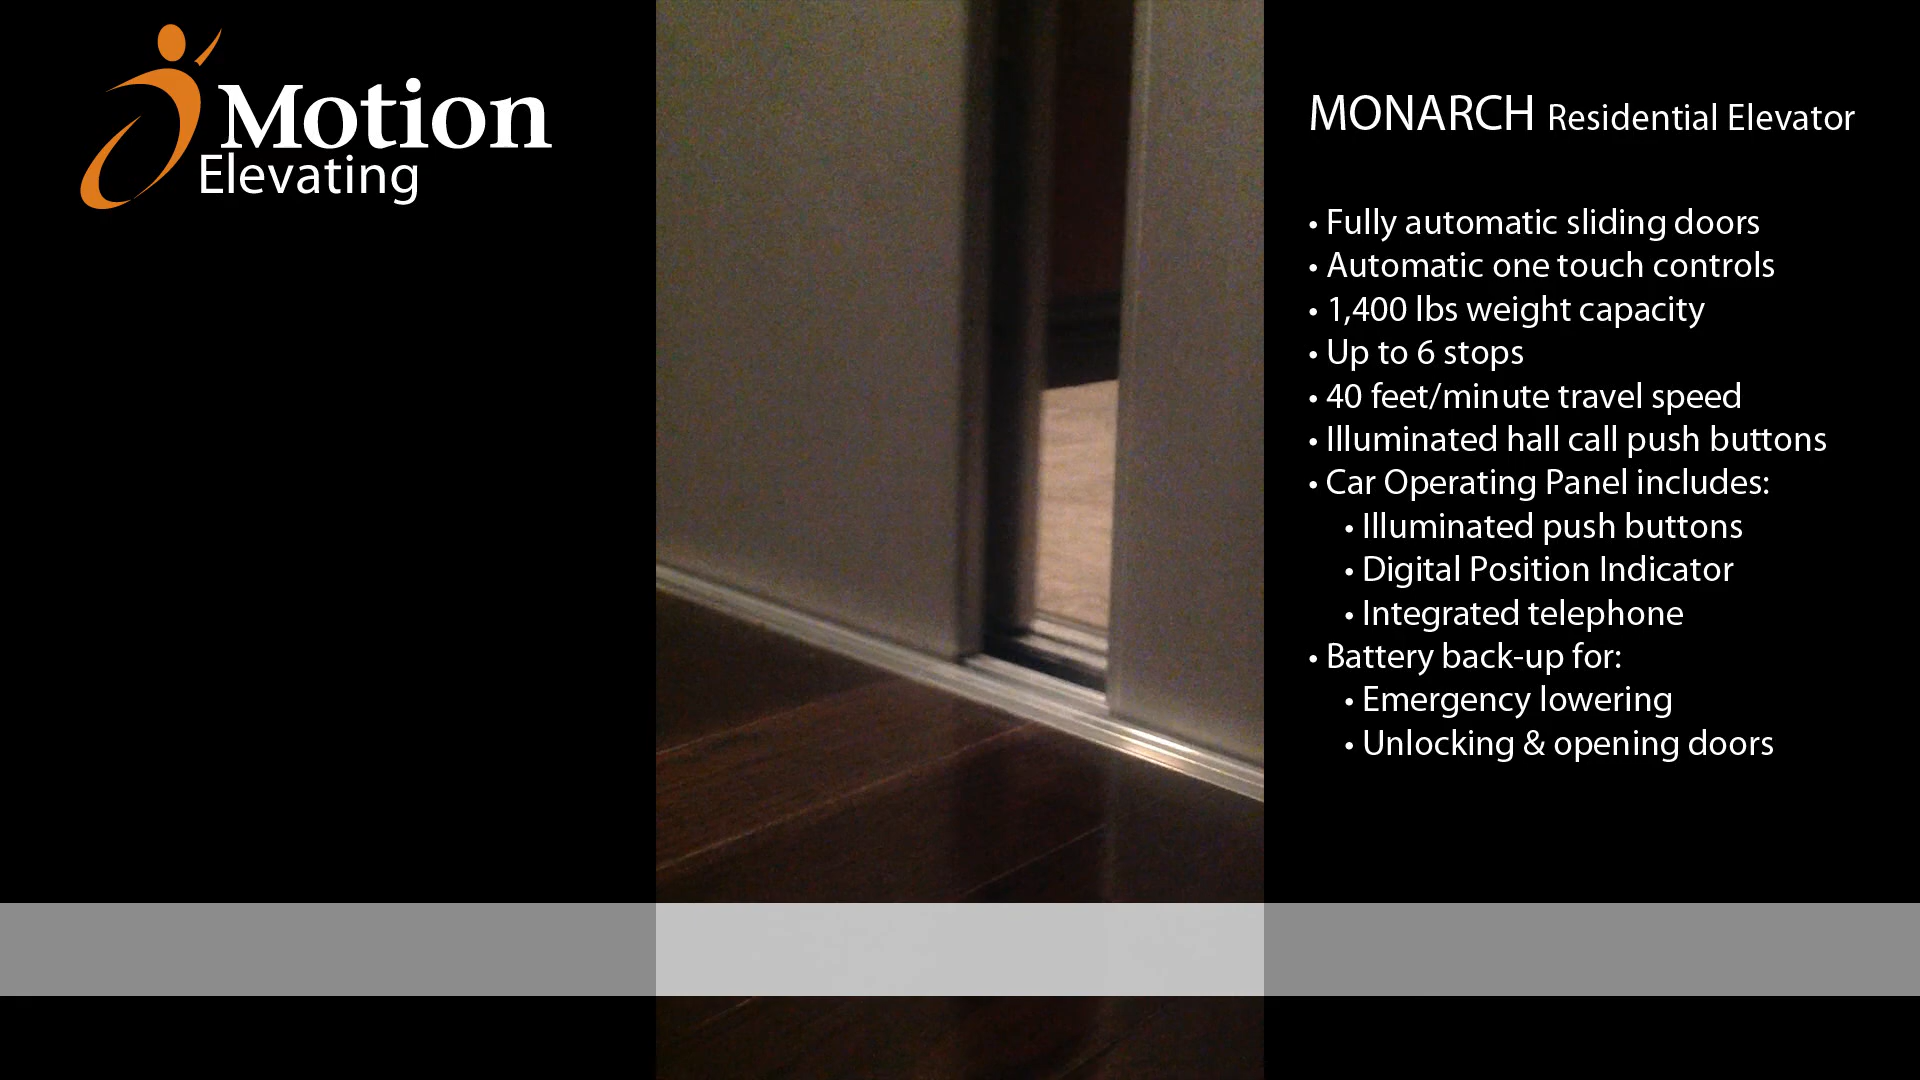 Motion
Elevating
MONARCH Residential Elevator
• Fully automatic sliding doors
• Automatic one touch controls
• 1,400 lbs weight capacity
• Up to 6 stops
• 40 feet/minute travel speed
• Illuminated hall call push buttons
• Car Operating Panel includes:
• Illuminated push buttons
• Digital Position Indicator
• Integrated telephone
• Battery back-up for:
• Emergency lowering
• Unlocking & opening doors